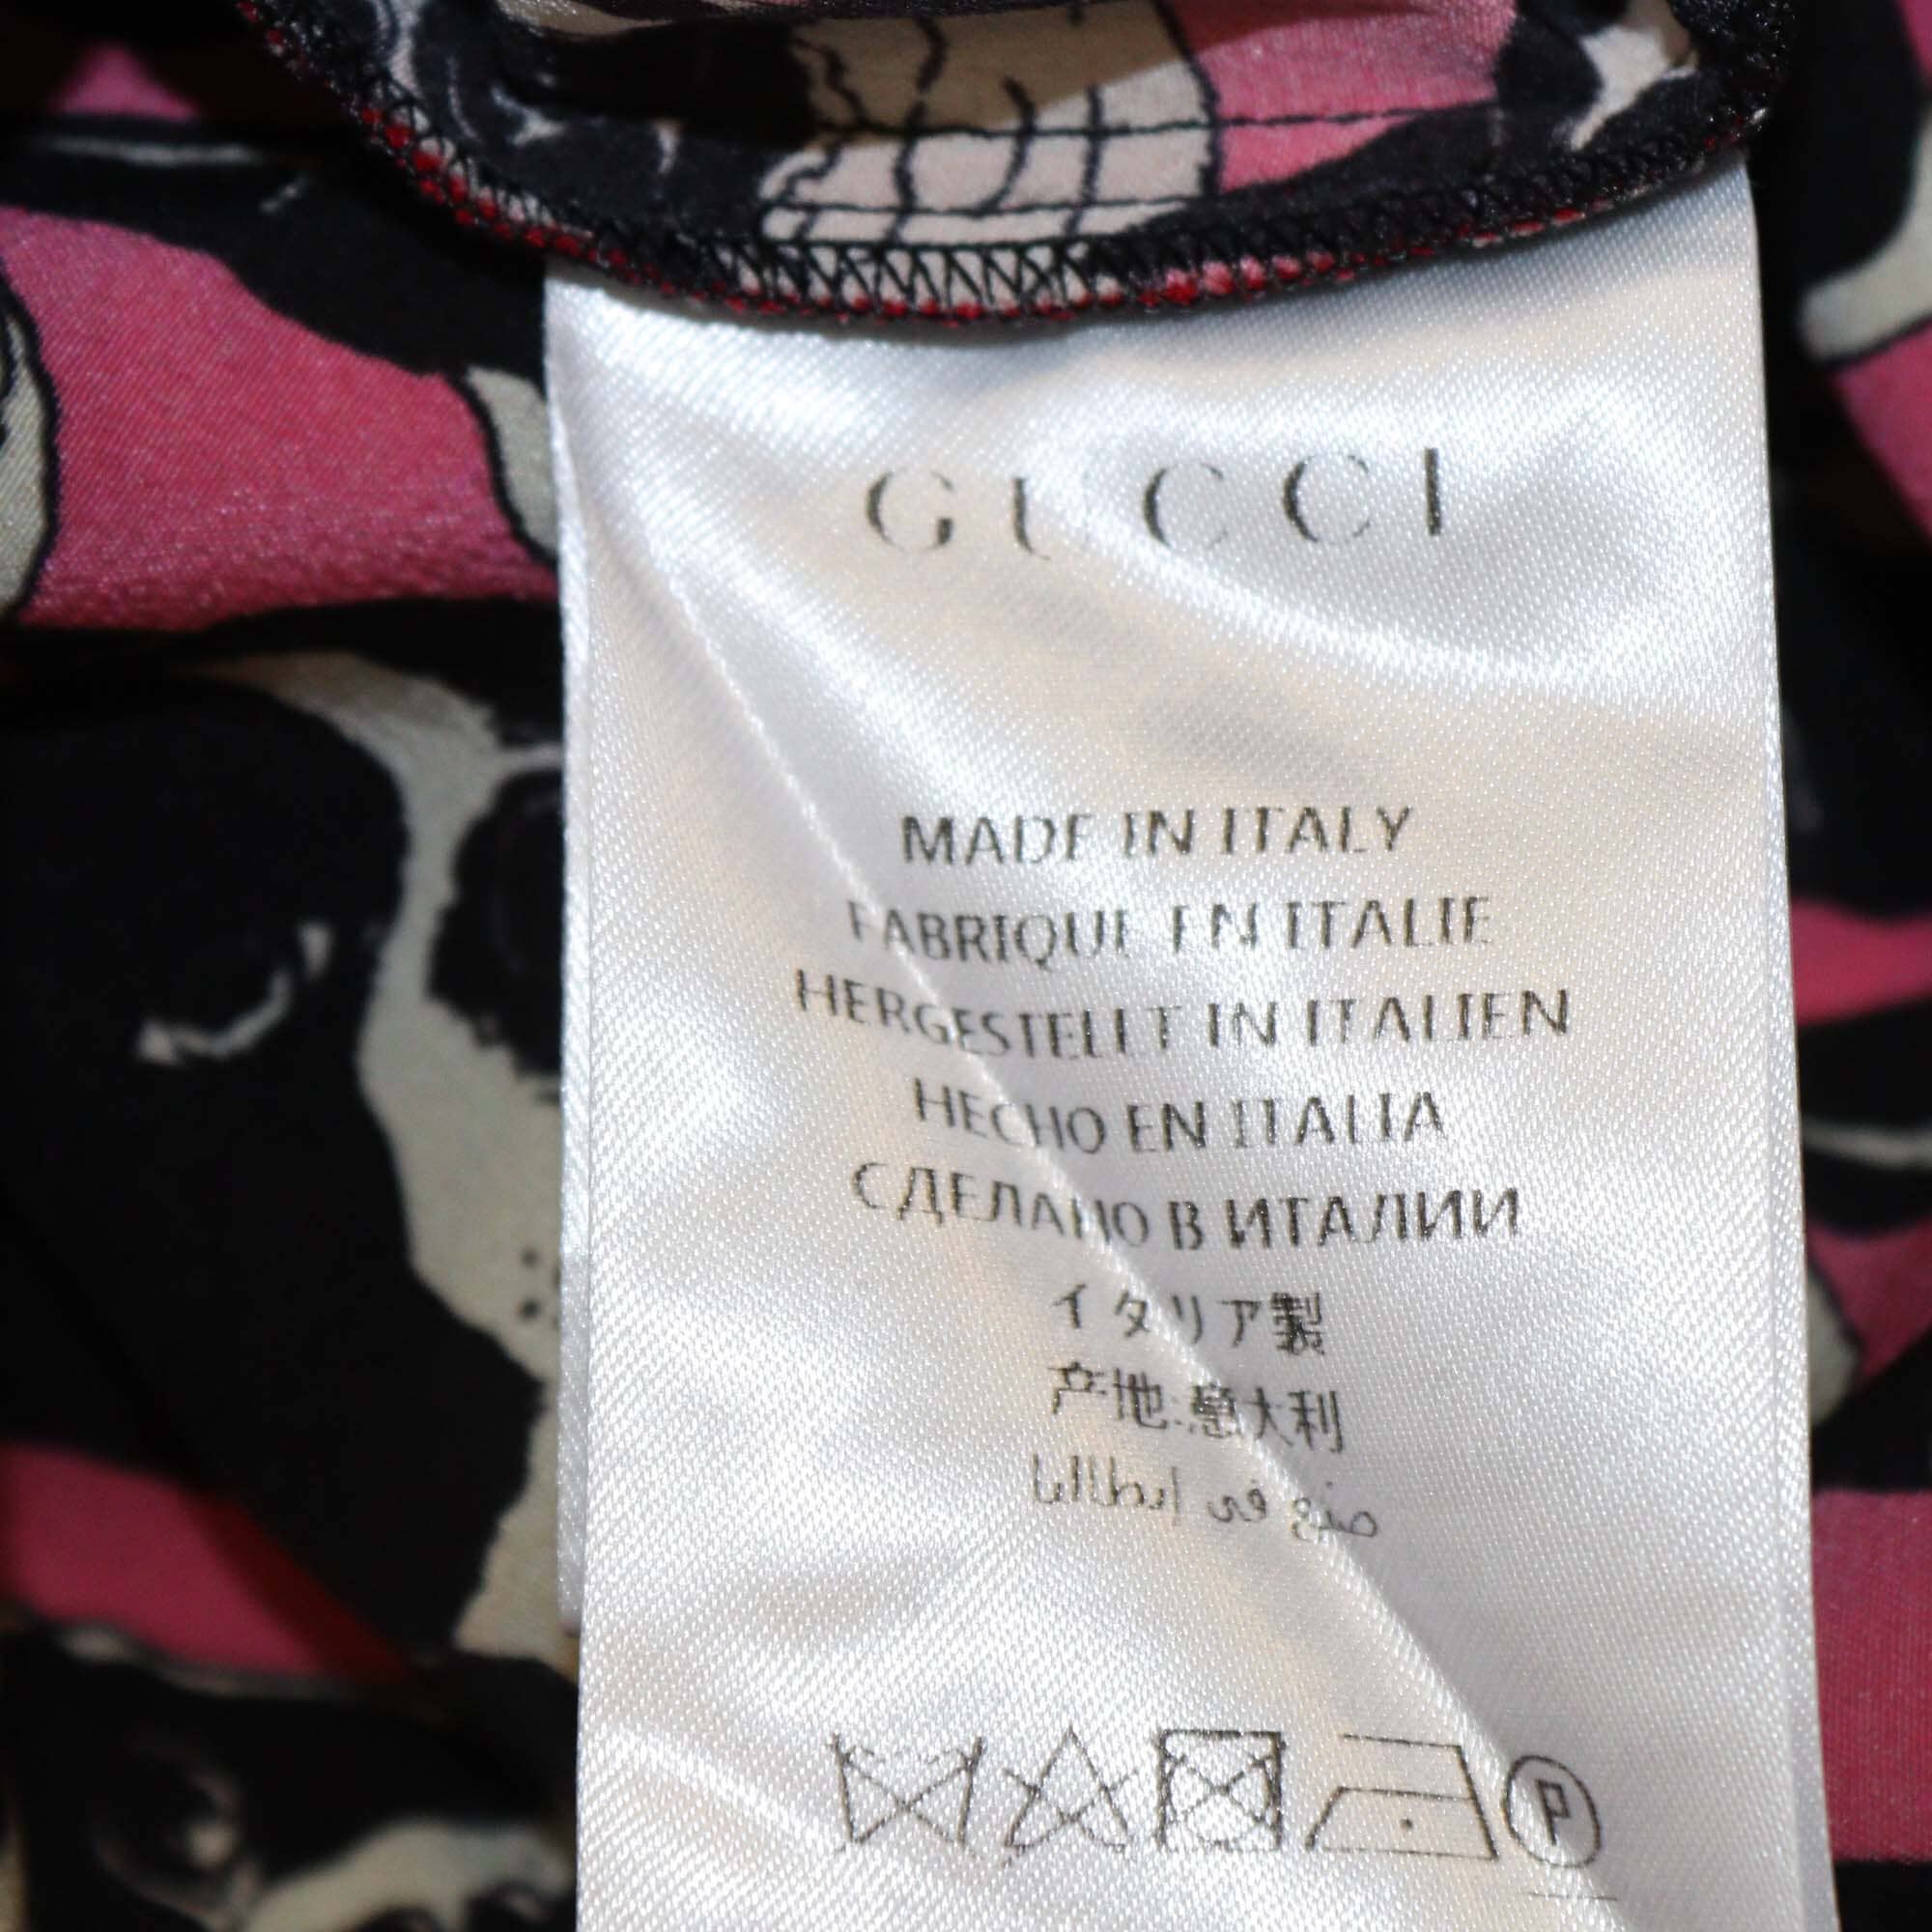 GUCCI
MADE IN ITALY
FABRIQUE EN ITALIE
HERGESTELLT IN ITALIEN
HECHO EN ITALIA
СДЕЛАНО В ИТАЛИИ
イタリア製
产地:意大利
صنع في إيطاليا
P